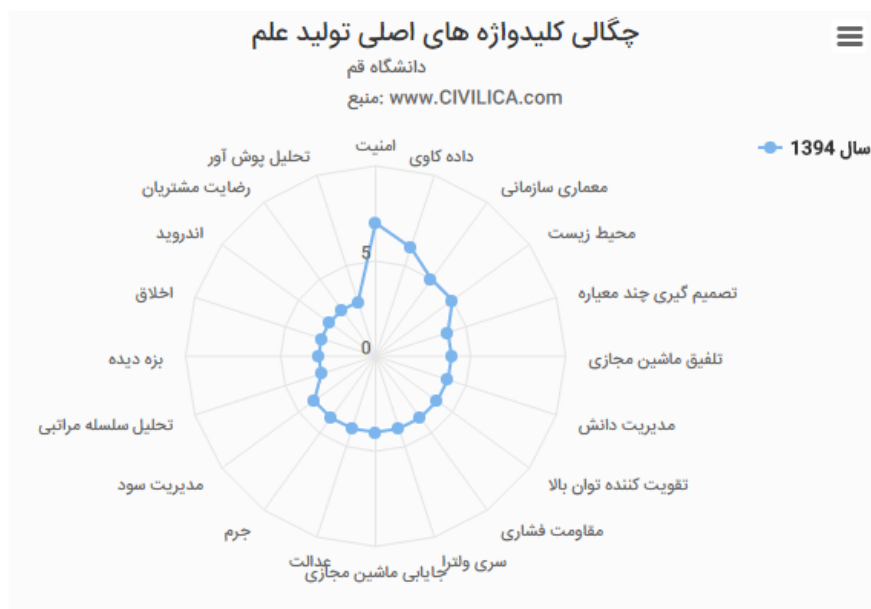 چگالی کلیدواژه های اصلی تولید علم
دانشگاه قم
منبع: www.CIVILICA.com
سال 1394
امنیت
داده کاوی
معماری سازمانی
محیط زیست
تصمیم گیری چند معیاره
تلفیق ماشین مجازی
مدیریت دانش
تقویت کننده توان بالا
مقاومت فشاری
سری ولترا
جایابی ماشین مجازی
عدالت
جرم
مدیریت سود
تحلیل سلسله مراتبی
بزه دیده
اخلاق
اندروید
رضایت مشتریان
تحلیل پوش آور
5
0